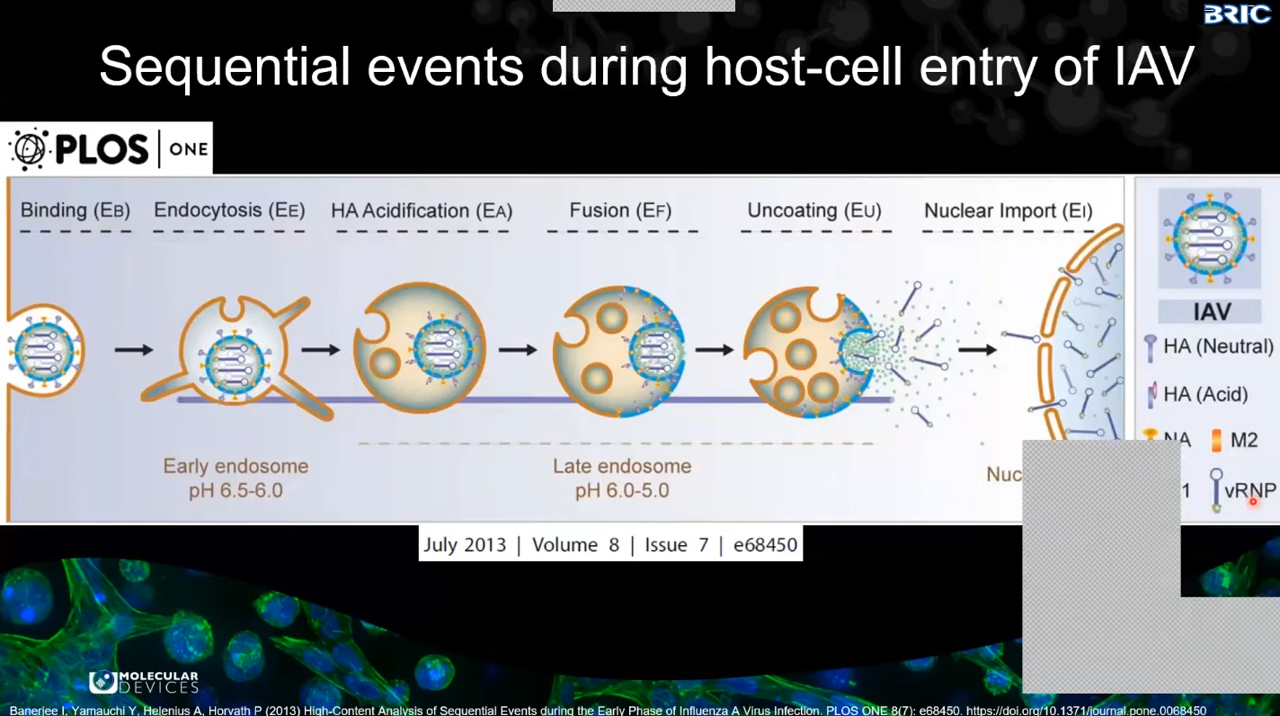 BRIC
Sequential events during host-cell entry of IAV
PLOS | ONE
Binding (EB)
Endocytosis (EE)
HA Acidification (EA)
Fusion (EF)
Uncoating (EU)
Nuclear Import (EI)
IAV
HA (Neutral)
HA (Acid)
NA
M2
1
vRNP
Early endosome
pH 6.5-6.0
Late endosome
pH 6.0-5.0
Nuc
July 2013 | Volume 8 | Issue 7 | e68450
MOLECULAR
DEVICES
Banerjee I, Yamauchi Y, Helenius A, Horvath P (2013) High-Content Analysis of Sequential Events during the Early Phase of Influenza A Virus Infection. PLOS ONE 8(7): e68450. https://doi.org/10.1371/journal.pone.0068450